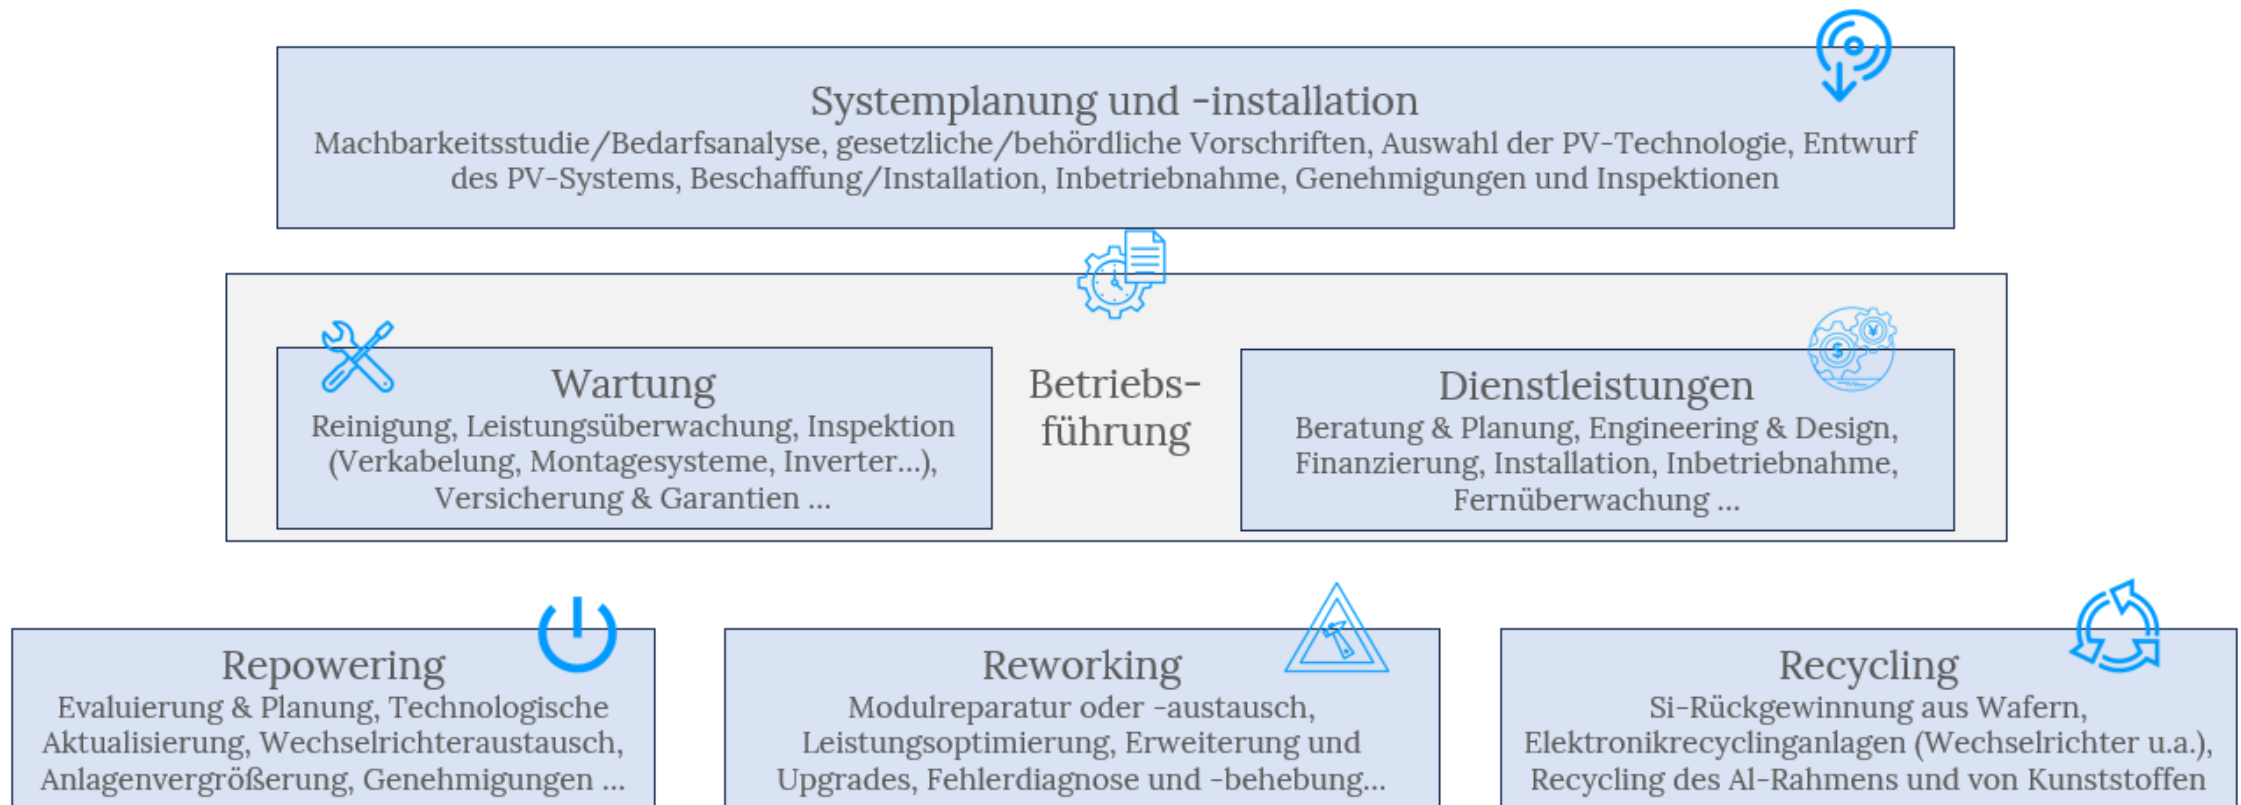 Systemplanung und -installation
Machbarkeitsstudie/Bedarfsanalyse, gesetzliche/behördliche Vorschriften, Auswahl der PV-Technologie, Entwurf
des PV-Systems, Beschaffung/Installation, Inbetriebnahme, Genehmigungen und Inspektionen
Wartung
Reinigung, Leistungsüberwachung, Inspektion
(Verkabelung, Montagesysteme, Inverter...),
Versicherung & Garantien ...
Betriebs-
führung
Dienstleistungen
Beratung & Planung, Engineering & Design,
Finanzierung, Installation, Inbetriebnahme,
Fernüberwachung ...
Repowering
Evaluierung & Planung, Technologische
Aktualisierung, Wechselrichteraustausch,
Anlagenvergrößerung, Genehmigungen ...
Reworking
Modulreparatur oder -austausch,
Leistungsoptimierung, Erweiterung und
Upgrades, Fehlerdiagnose und -behebung...
Recycling
Si-Rückgewinnung aus Wafern,
Elektronikrecyclinganlagen (Wechselrichter u.a.),
Recycling des Al-Rahmens und von Kunststoffen